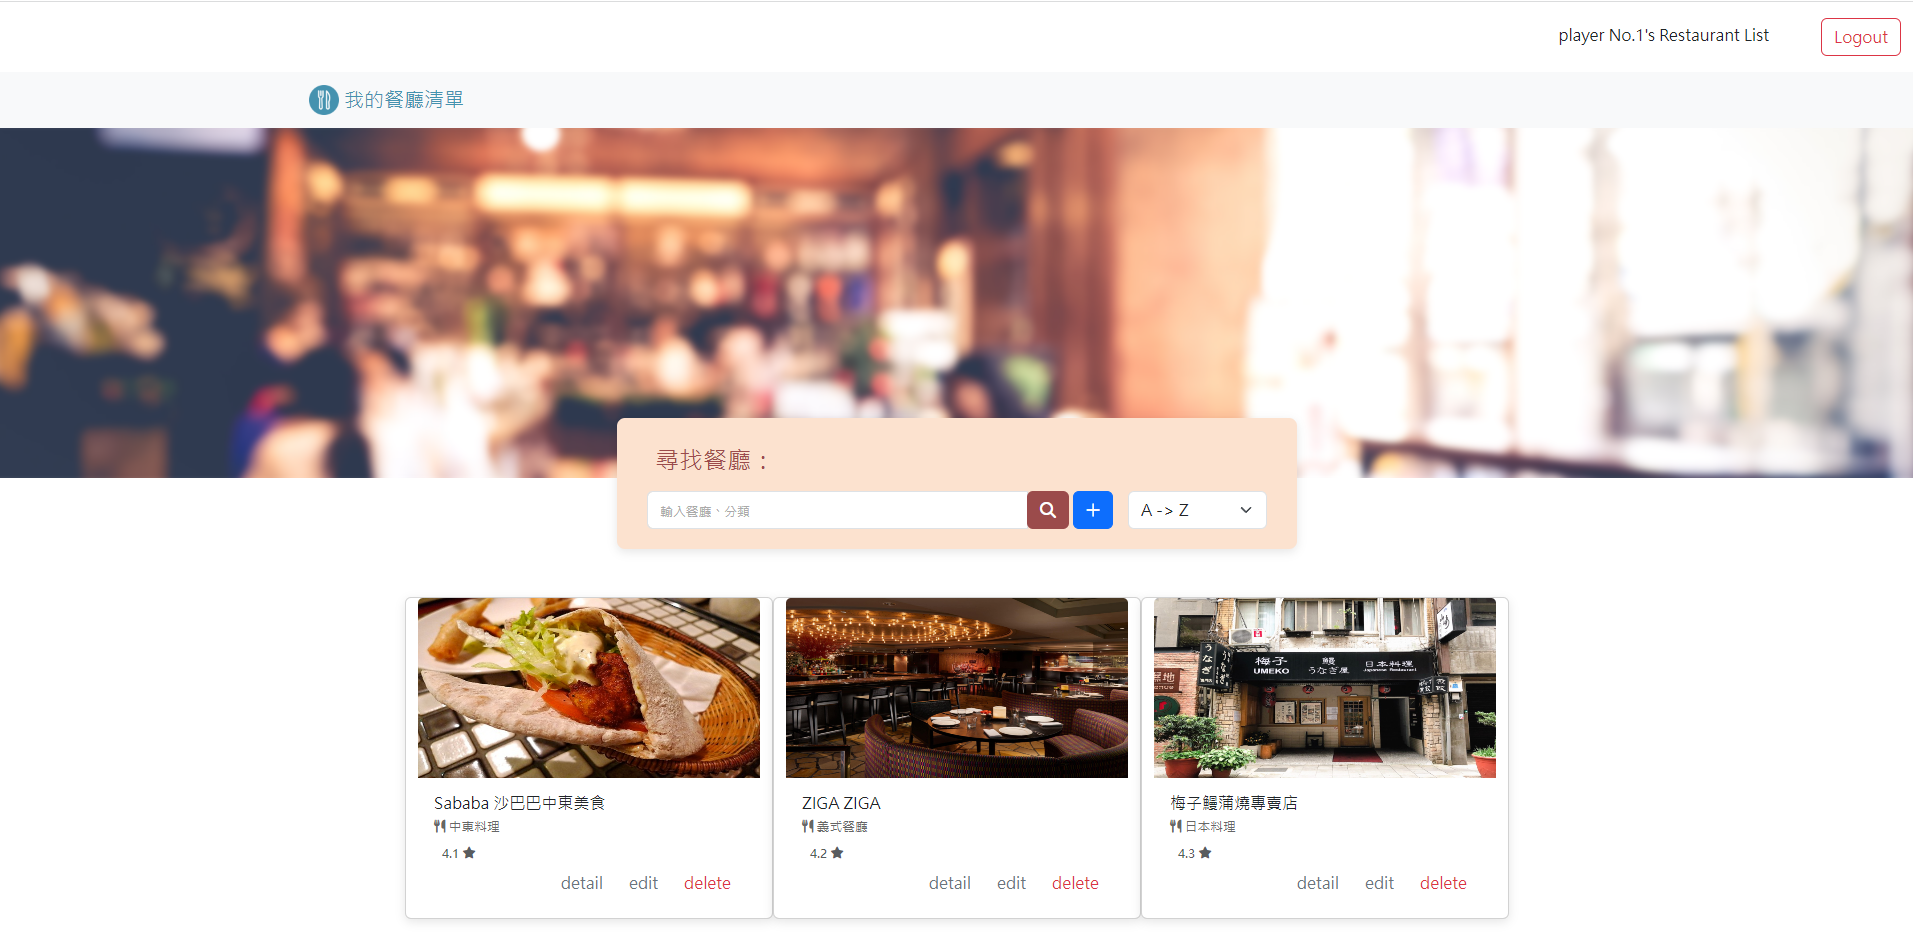 player No.1's Restaurant List
Logout
我的餐廳清單
尋找餐廳：
輸入餐廳、分類
A -> Z
梅子
UMEKO
鰻
うなぎ屋
日本料理
Japanese Restaurant
うなぎ
Sababa 沙巴巴中東美食
中東料理
4.1
detail edit delete
ZIGA ZIGA
義式餐廳
4.2
detail edit delete
梅子鰻蒲燒專賣店
日本料理
4.3
detail edit delete